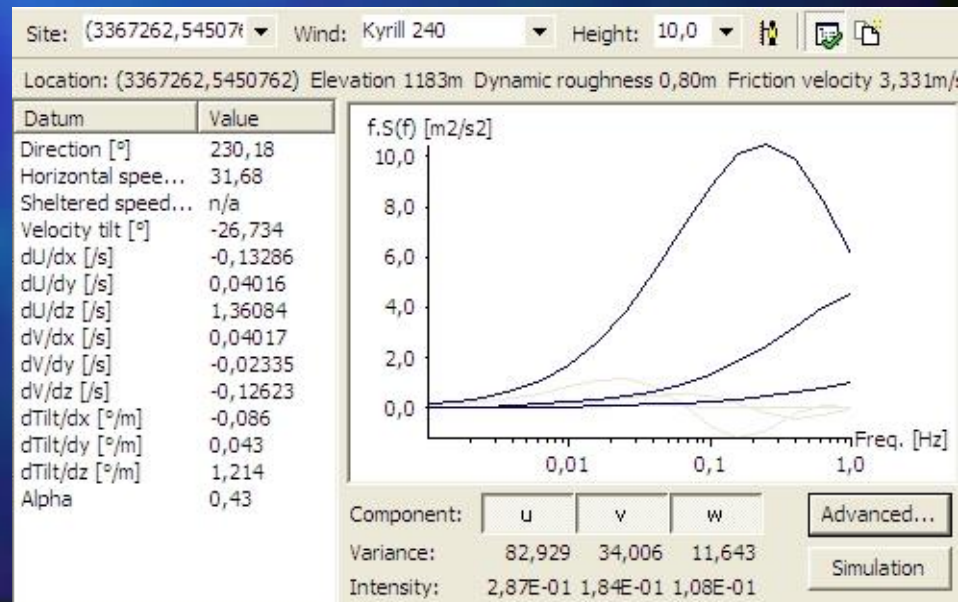 Site: (3367262,54507 Wind: Kyrill 240 Height: 10,0
Location: (3367262,5450762) Elevation 1183m Dynamic roughness 0,80m Friction velocity 3,331m/s
Datum Value
Direction [°] 230,18
Horizontal spee... 31,68
Sheltered speed... n/a
Velocity tilt [°] -26,734
dU/dx [/s] -0,13286
dU/dy [/s] 0,04016
dU/dz [/s] 1,36084
dV/dx [/s] 0,04017
dV/dy [/s] -0,02335
dV/dz [/s] -0,12623
dTilt/dx [°/m] -0,086
dTilt/dy [°/m] 0,043
dTilt/dz [°/m] 1,214
Alpha 0,43
f.S(f) [m2/s2]
10,0
8,0
6,0
4,0
2,0
0,0
Freq. [Hz]
0,01 0,1 1,0
Component: u v w Advanced...
Variance: 82,929 34,006 11,643
Simulation
Intensity: 2,87E-01 1,84E-01 1,08E-01